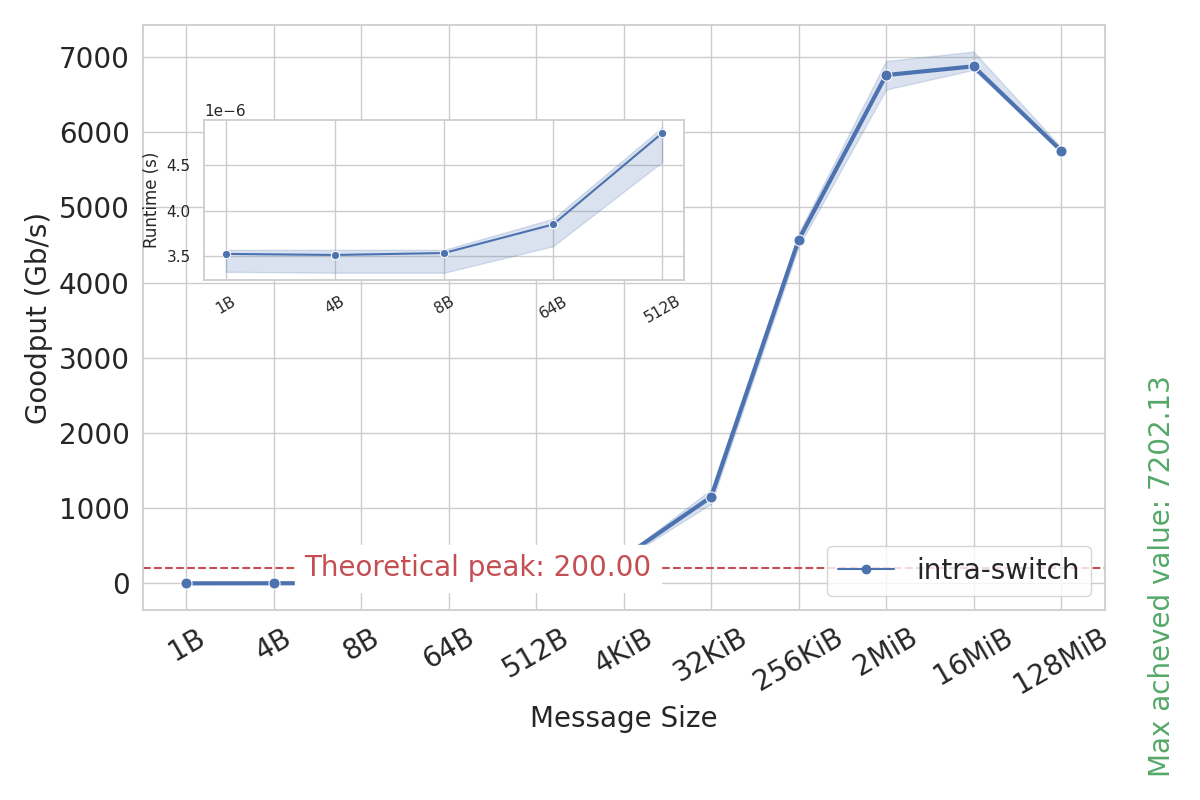 7000
6000
5000
4000
3000
2000
1000
0
Goodput (Gb/s)
1e−6
4.5
4.0
3.5
Runtime (s)
1B
4B
8B
64B
512B
Theoretical peak: 200.00
intra-switch
1B
4B
8B
64B
512B
4KiB
32KiB
256KiB
2MiB
16MiB
128MiB
Message Size
Max acheved value: 7202.13